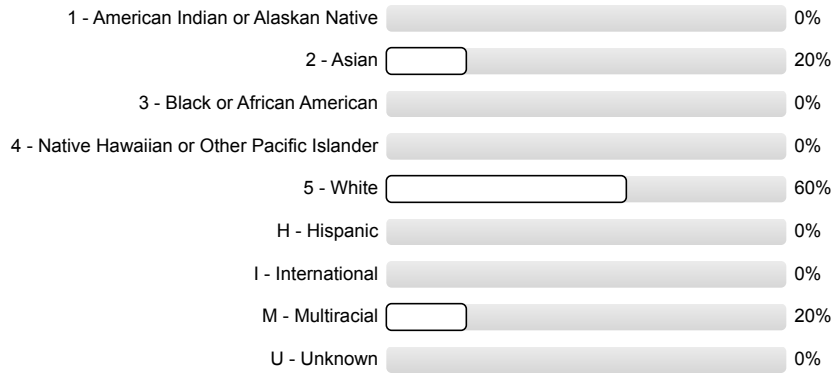 1 - American Indian or Alaskan Native 0%
2 - Asian 20%
3 - Black or African American 0%
4 - Native Hawaiian or Other Pacific Islander 0%
5 - White 60%
H - Hispanic 0%
I - International 0%
M - Multiracial 20%
U - Unknown 0%